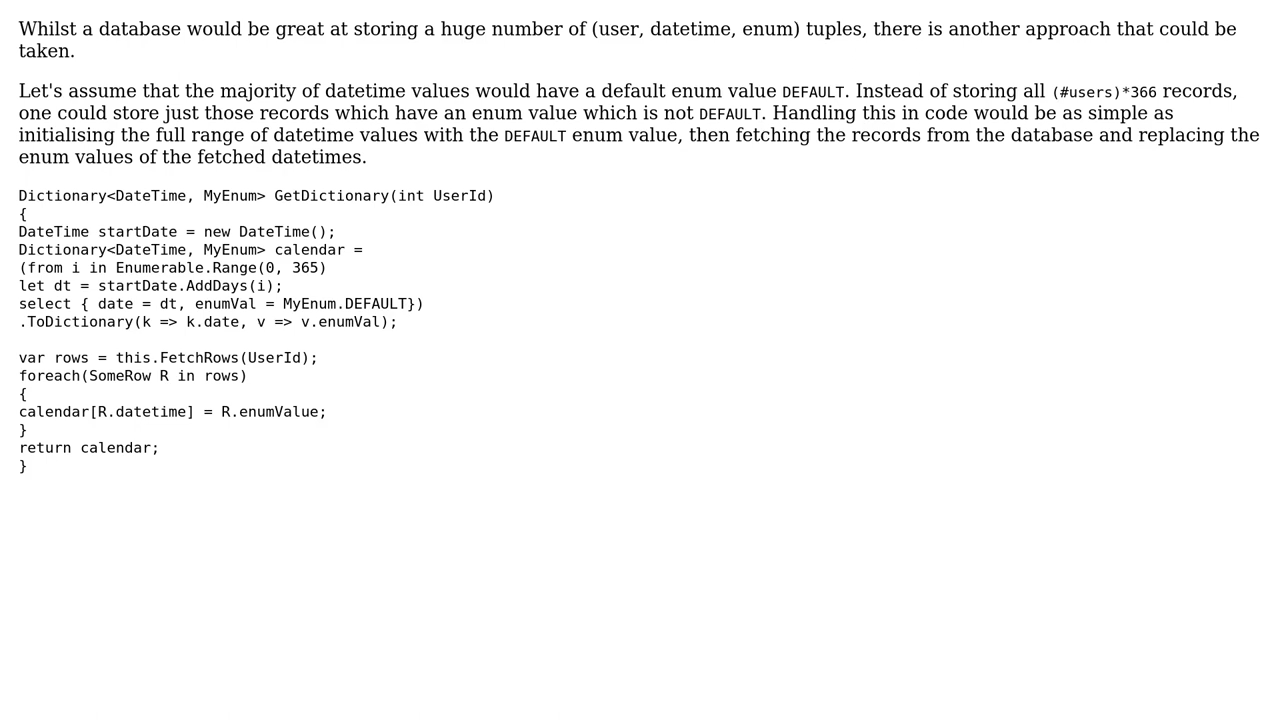 Whilst a database would be great at storing a huge number of (user, datetime, enum) tuples, there is another approach that could be
taken.
Let's assume that the majority of datetime values would have a default enum value DEFAULT. Instead of storing all (#users)*366 records,
one could store just those records which have an enum value which is not DEFAULT. Handling this in code would be as simple as
initialising the full range of datetime values with the DEFAULT enum value, then fetching the records from the database and replacing the
enum values of the fetched datetimes.
Dictionary<DateTime, MyEnum> GetDictionary(int UserId)
{
DateTime startDate = new DateTime();
Dictionary<DateTime, MyEnum> calendar =
(from i in Enumerable.Range(0, 365)
let dt = startDate.AddDays(i);
select { date = dt, enumVal = MyEnum.DEFAULT})
.ToDictionary(k => k.date, v => v.enumVal);
var rows = this.FetchRows(UserId);
foreach(SomeRow R in rows)
{
calendar[R.datetime] = R.enumValue;
}
return calendar;
}